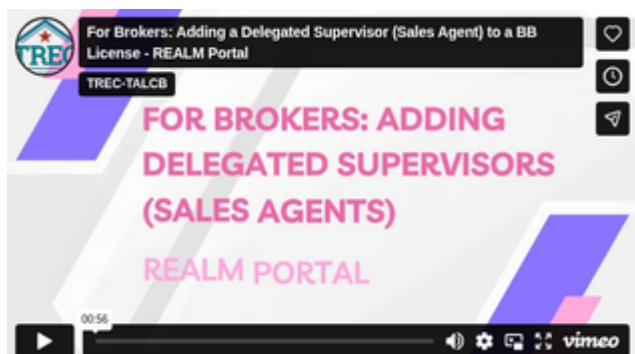 TREC
For Brokers: Adding a Delegated Supervisor (Sales Agent) to a BB
License - REALM Portal
TREC-TALCB
FOR BROKERS: ADDING
DELEGATED SUPERVISORS
(SALES AGENTS)
REALM PORTAL
00:56
vimeo